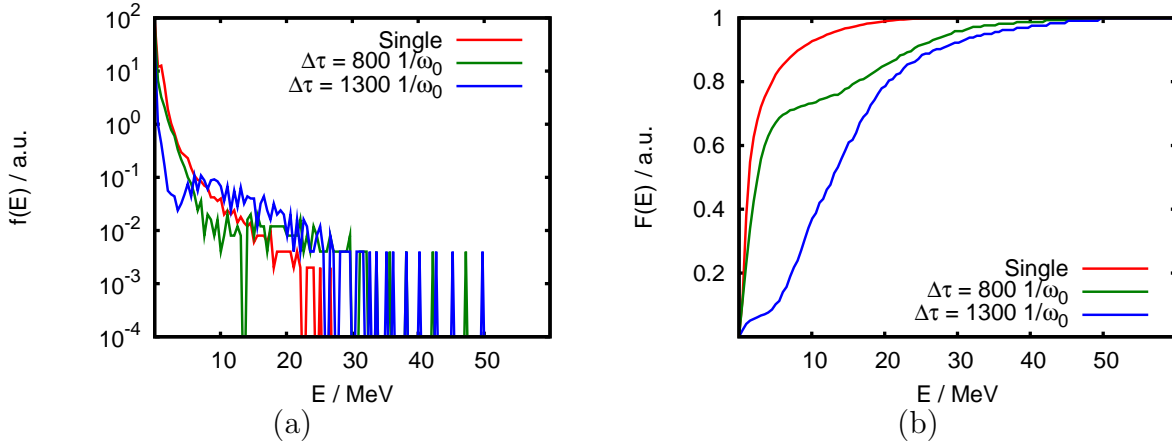 10^2
10^1
10^0
10^-1
10^-2
10^-3
10^-4
f(E) / a.u.
Single
Δτ = 800 1/ω₀
Δτ = 1300 1/ω₀
10 20 30 40 50
E / MeV
(a)
1
0.8
0.6
0.4
0.2
F(E) / a.u.
Single
Δτ = 800 1/ω₀
Δτ = 1300 1/ω₀
10 20 30 40 50
E / MeV
(b)